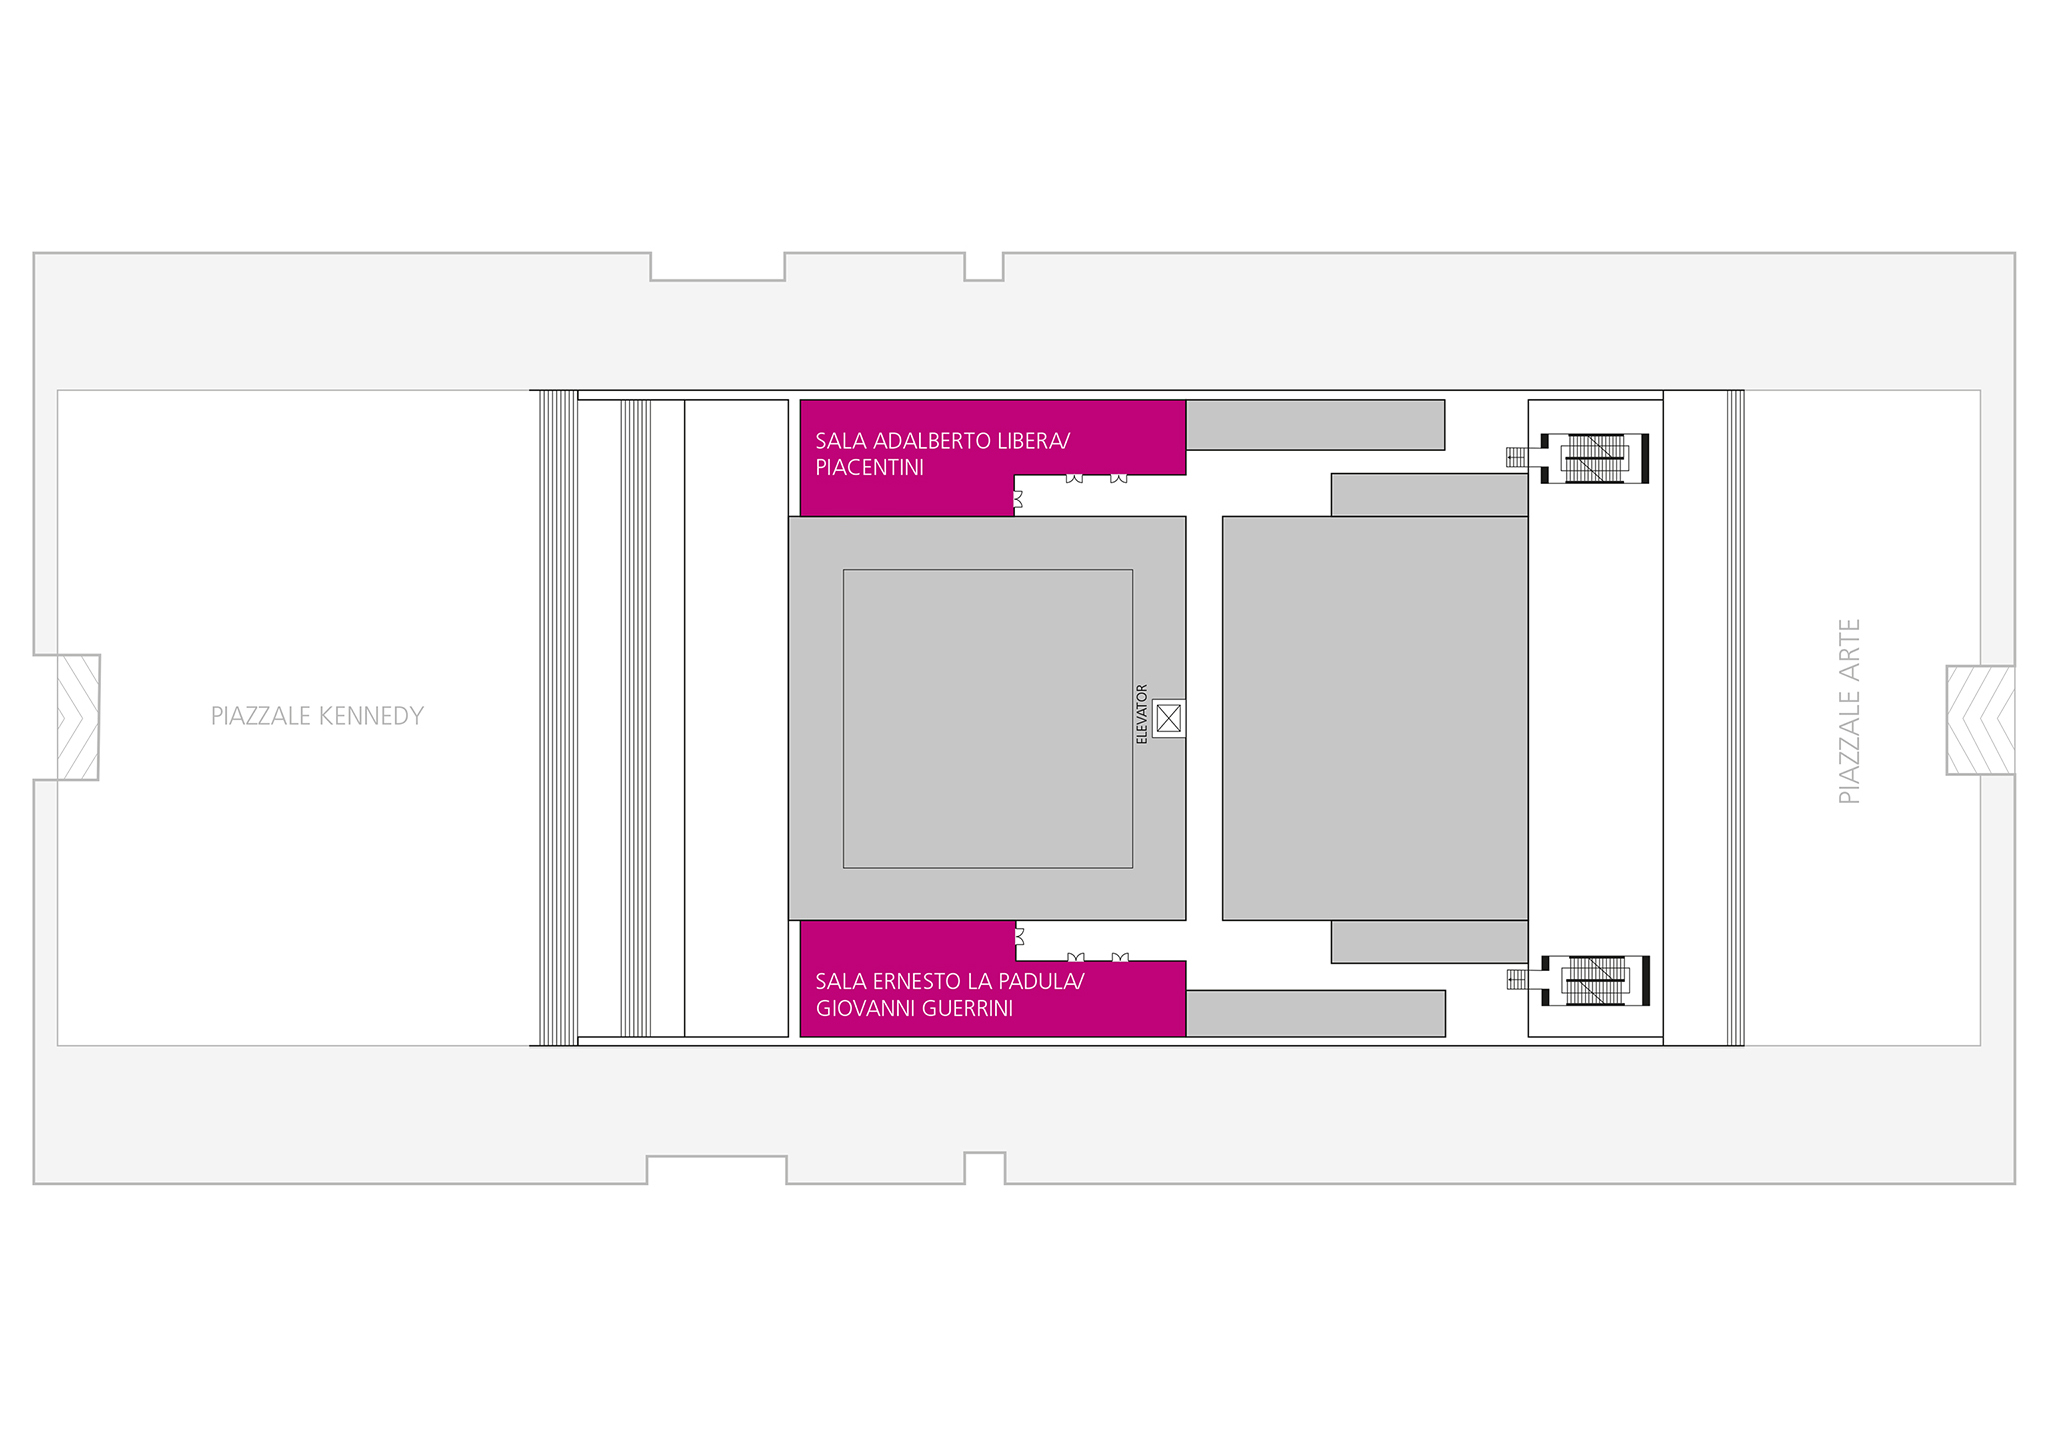 SALA ADALBERTO LIBERA/
PIACENTINI
PIAZZALE KENNEDY
ELEVATOR
PIAZZALE ARTE
SALA ERNESTO LA PADULA/
GIOVANNI GUERRINI